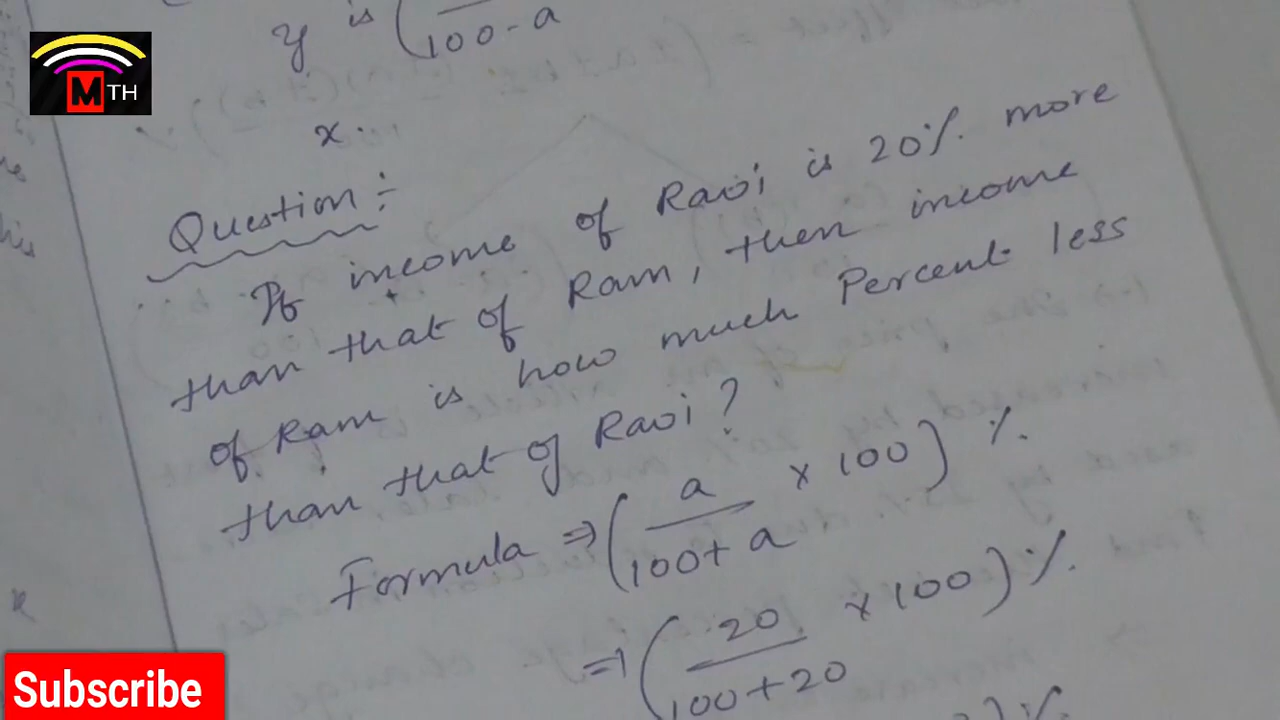 y is (100-a
MTH
x.
Question :-
If income of Ravi is 20% more
than that of Ram, then income
of Ram is how much Percent less
than that of Ravi?
Formula ⇒ (a/100+a × 100) %.
⇒ (20/100+20 × 100) %.
Subscribe